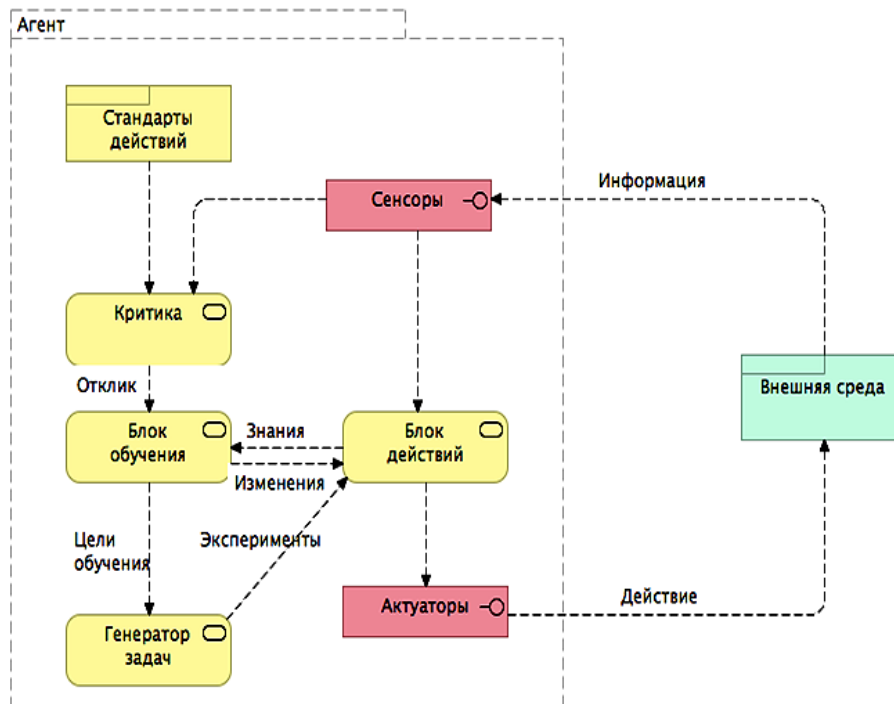 Агент
Стандарты
действий
Сенсоры
Информация
Критика
Отклик
Внешняя среда
Блок
обучения
Знания
Изменения
Блок
действий
Цели
обучения
Эксперименты
Генератор
задач
Актуаторы
Действие